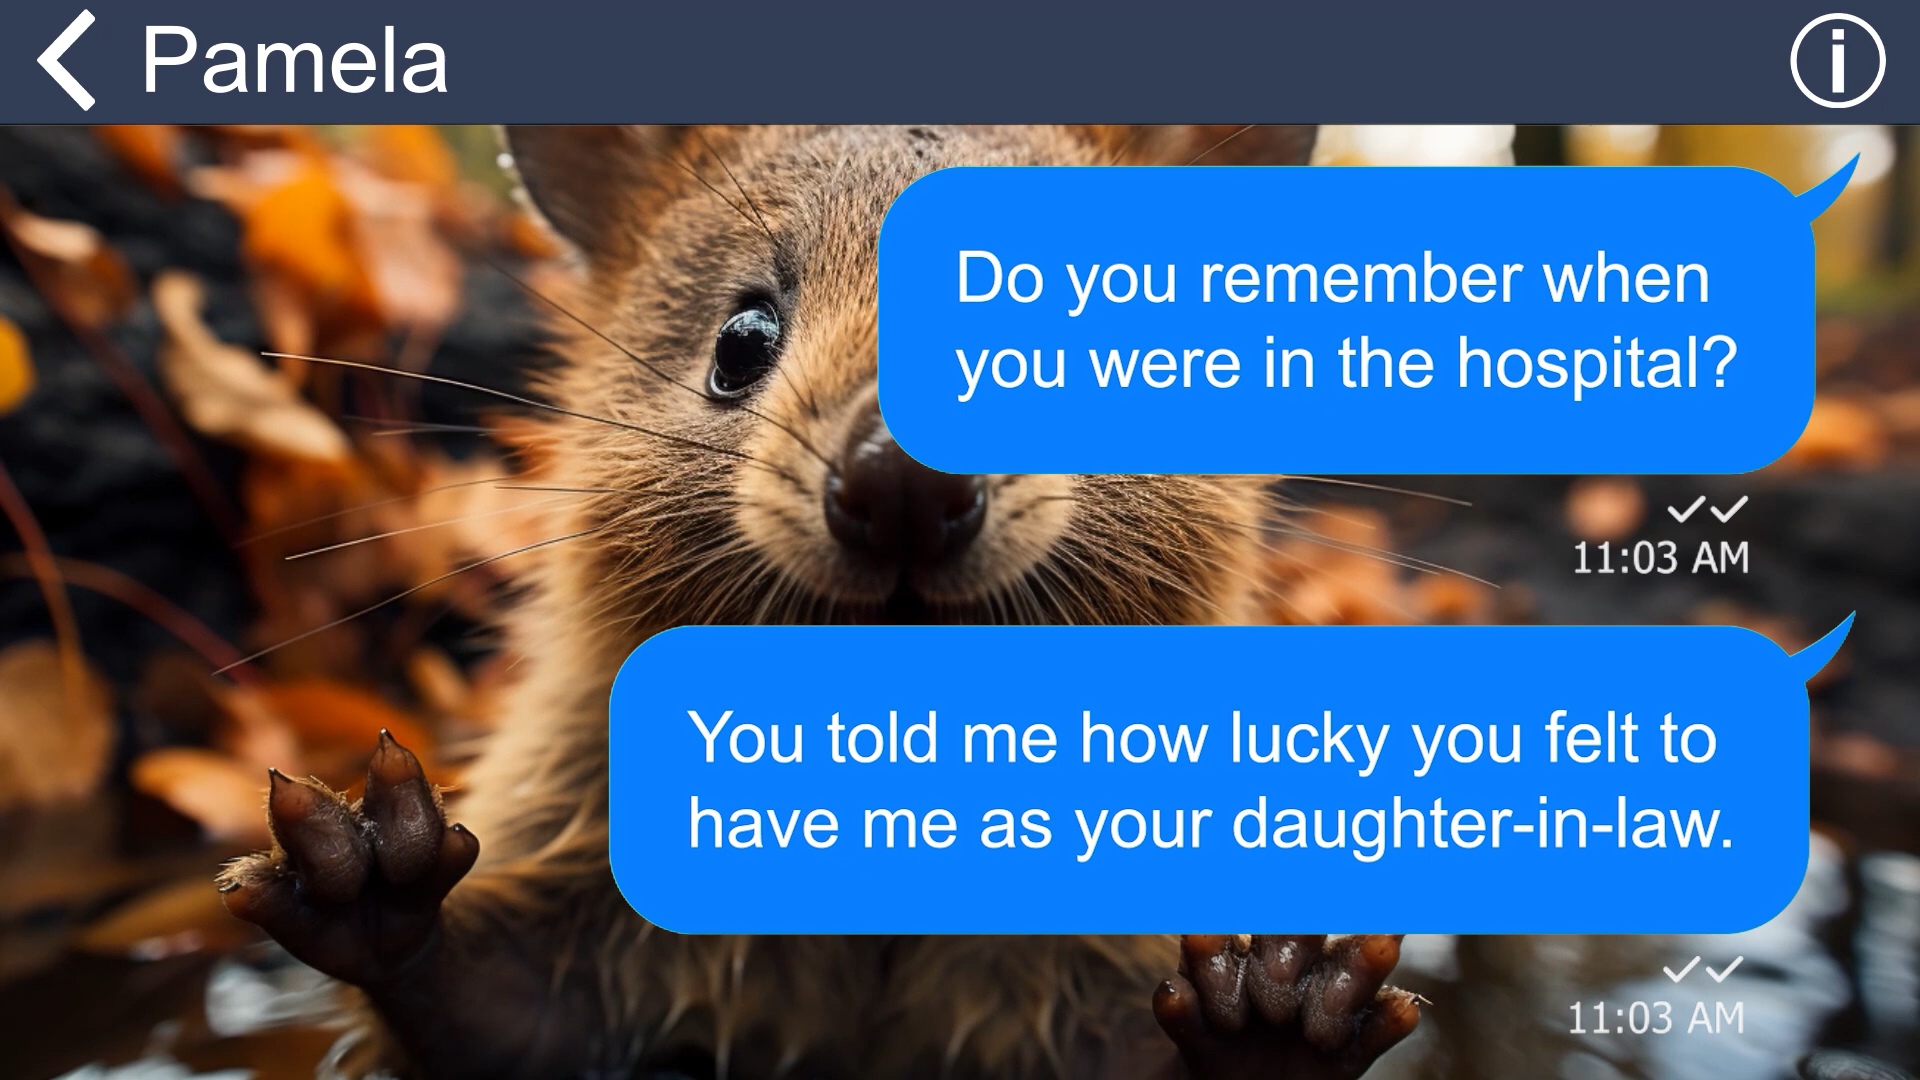 Pamela
Do you remember when
you were in the hospital?
11:03 AM
You told me how lucky you felt to
have me as your daughter-in-law.
11:03 AM